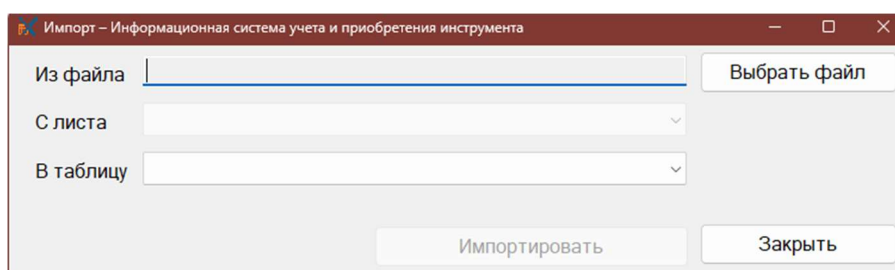 Импорт – Информационная система учета и приобретения инструмента
Из файла Выбрать файл
С листа
В таблицу
Импортировать Закрыть